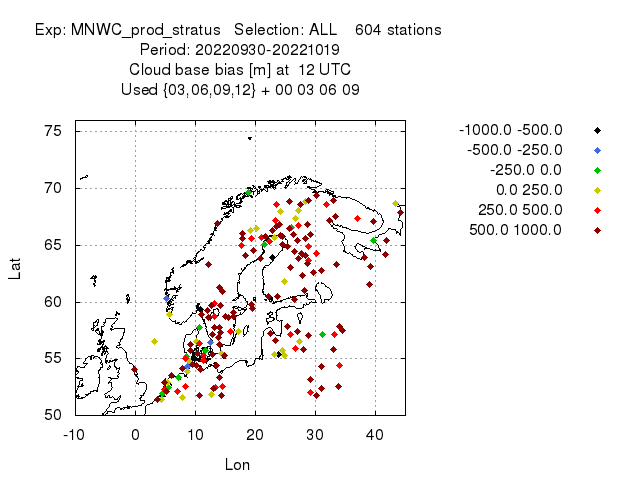 Exp: MNWC_prod_stratus Selection: ALL 604 stations
Period: 20220930-20221019
Cloud base bias [m] at 12 UTC
Used {03,06,09,12} + 00 03 06 09
-1000.0 -500.0
-500.0 -250.0
-250.0 0.0
0.0 250.0
250.0 500.0
500.0 1000.0
75
70
65
60
55
50
Lat
-10 0 10 20 30 40
Lon